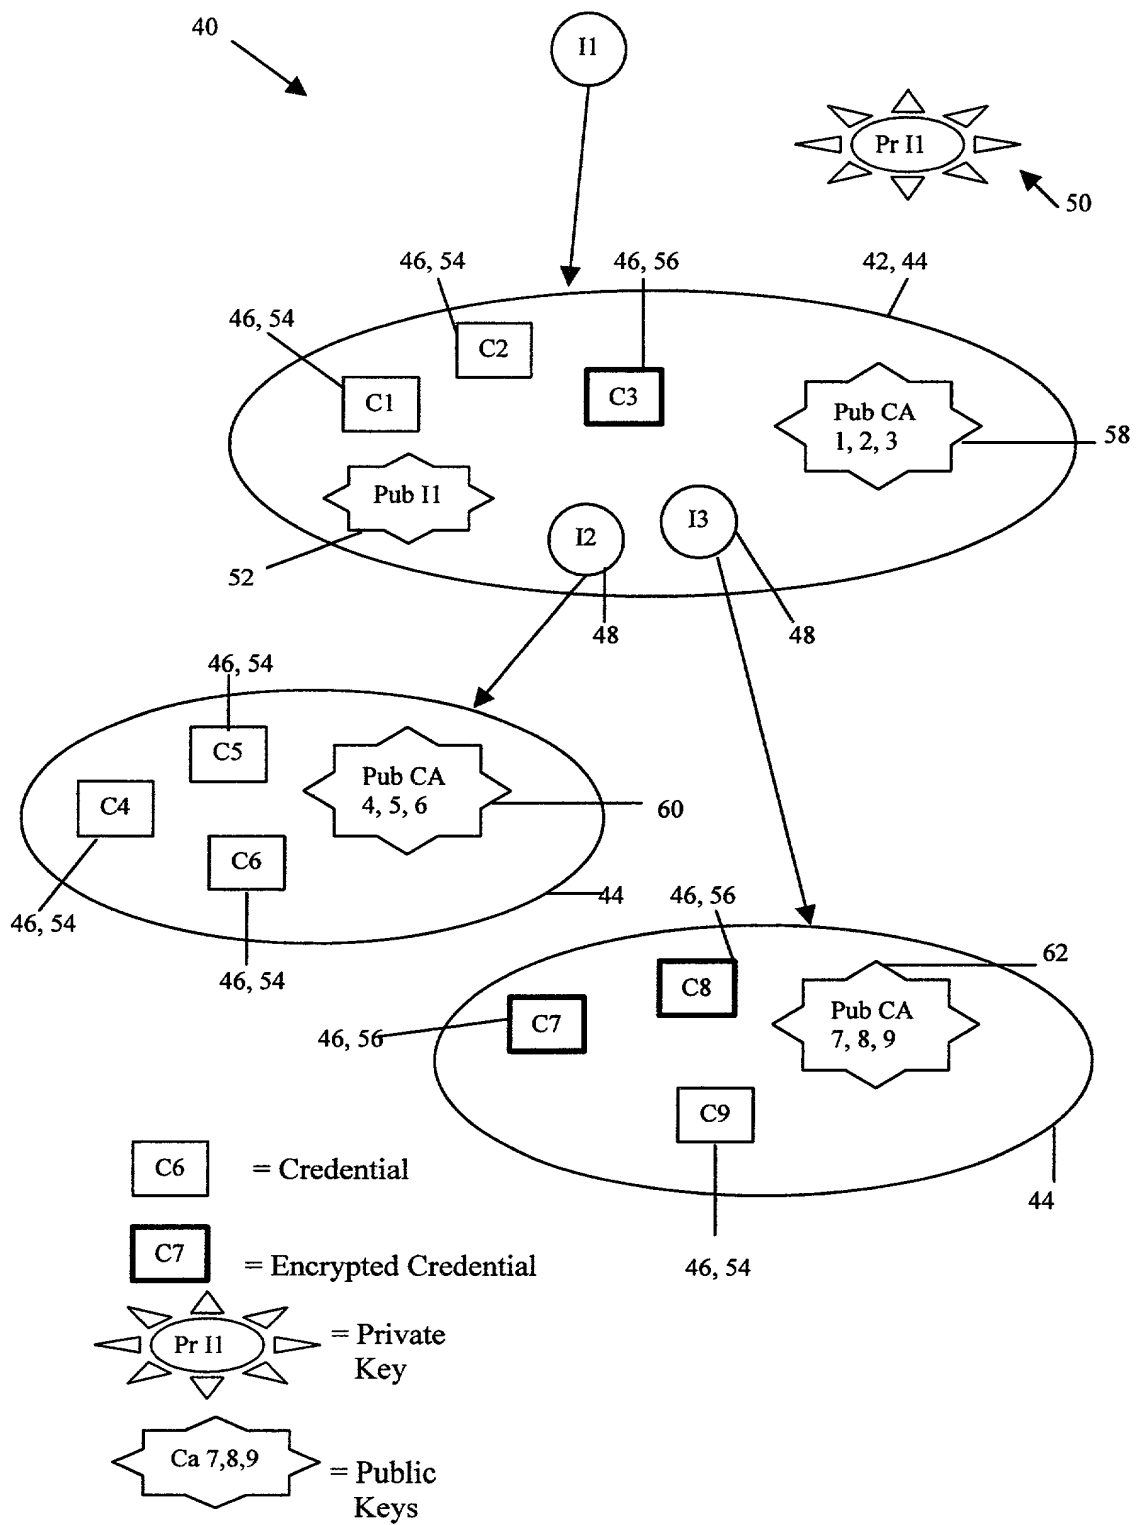 40
I1
Pr I1
50
46, 54
46, 56
42, 44
46, 54
C2
C1
C3
Pub CA
1, 2, 3
58
Pub I1
I2
I3
52
48
48
46, 54
C5
Pub CA
4, 5, 6
C4
60
C6
44
46, 54
46, 54
46, 56
62
C8
Pub CA
7, 8, 9
C7
46, 56
C9
44
46, 54
C6
= Credential
C7
= Encrypted Credential
Pr I1
= Private
Key
Ca 7,8,9
= Public
Keys